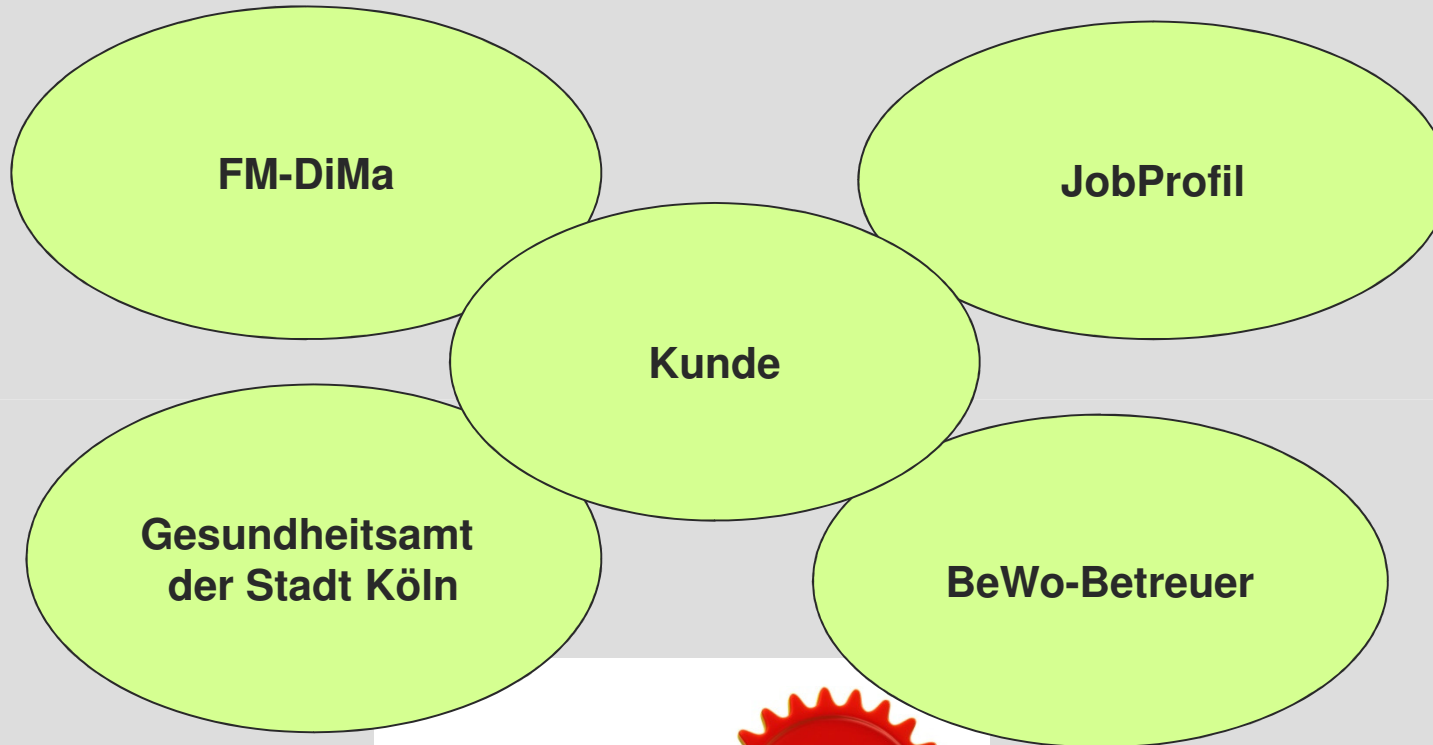 FM-DiMa
JobProfil
Kunde
Gesundheitsamt
der Stadt Köln
BeWo-Betreuer